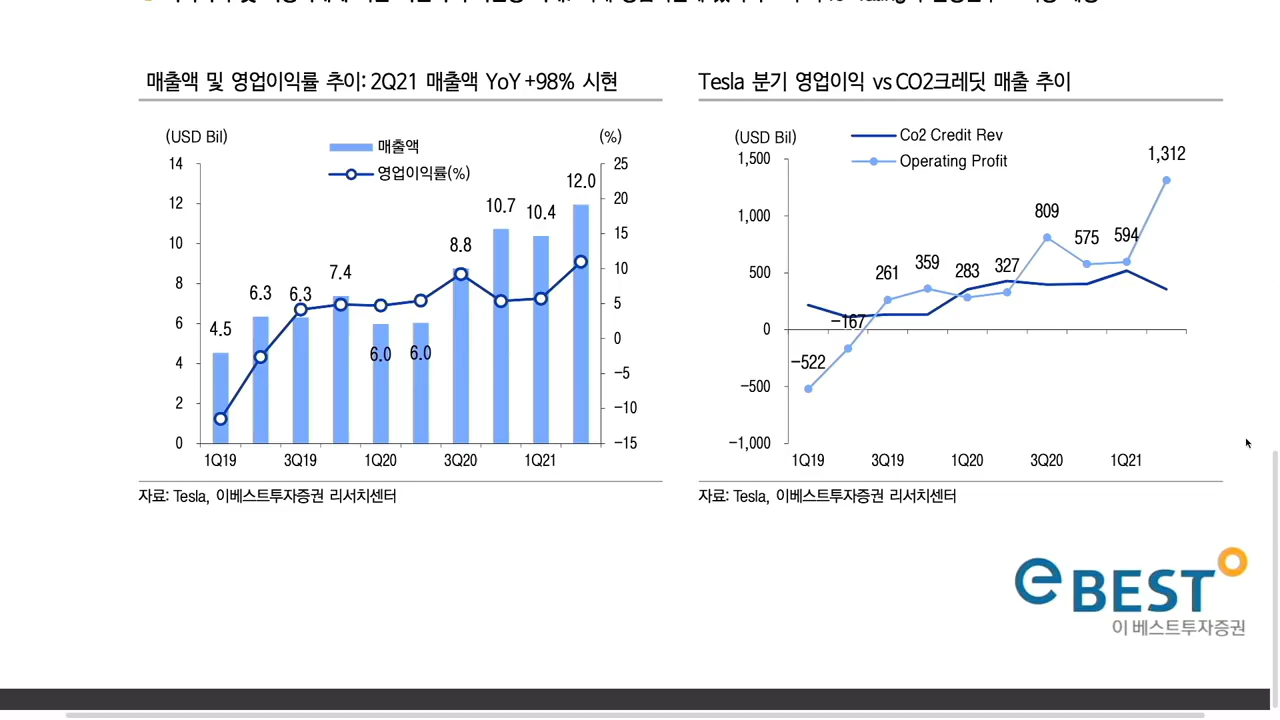 매출액 및 영업이익률 추이: 2Q21 매출액 YoY +98% 시현
(USD Bil)
(%)
매출액
영업이익률(%)
14
12
10
8
6
4
2
0
25
20
15
10
5
0
−5
−10
−15
4.5
6.3
6.3
7.4
6.0
6.0
8.8
10.7
10.4
12.0
1Q19
3Q19
1Q20
3Q20
1Q21
자료: Tesla, 이베스트투자증권 리서치센터
Tesla 분기 영업이익 vs CO2크레딧 매출 추이
(USD Bil)
Co2 Credit Rev
Operating Profit
1,500
1,000
500
0
−500
−1,000
−522
−167
261
359
283
327
809
575
594
1,312
1Q19
3Q19
1Q20
3Q20
1Q21
자료: Tesla, 이베스트투자증권 리서치센터
eBEST
이베스트투자증권